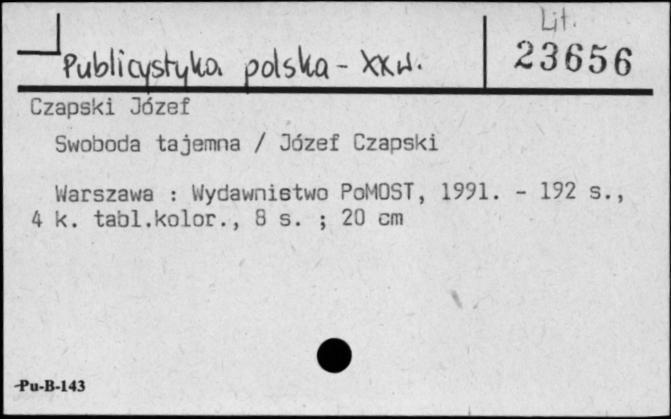 Lit.
Publicystyka polska - XX w.
23656
Czapski Józef
Swoboda tajemna / Józef Czapski
Warszawa : Wydawnictwo PoMOST, 1991. - 192 s.,
4 k. tabl.kolor., 8 s. ; 20 cm
Pu-B-143